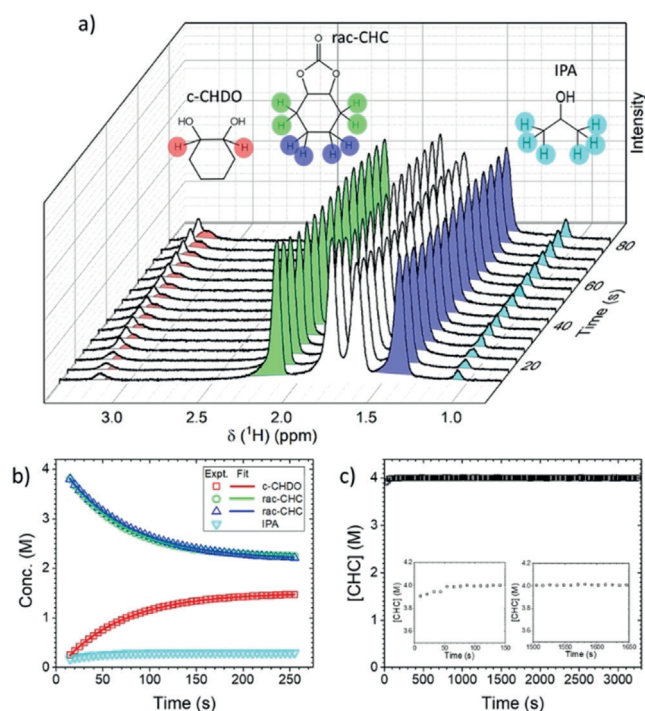 a)
rac-CHC
O
O
O
c-CHDO
HO
OH
H
H
H
H
H
H
H
H
H
H
IPA
OH
H
H
H
H
H
H
Intensity
80
60
40
20
Time (s)
3.0
2.5
2.0
1.5
1.0
δ (¹H) (ppm)
b)
Expt. Fit
c-CHDO
rac-CHC
rac-CHC
IPA
4
2
0
Conc. (M)
0
50
100
150
200
250
Time (s)
c)
4
3
2
1
0
[CHC] (M)
4.2
4.0
3.8
3.6
[CHC] (M)
0
50
100
150
Time (s)
4.2
4.0
3.8
3.6
[CHC] (M)
1500
1550
1600
1650
Time (s)
0
500
1000
1500
2000
2500
3000
Time (s)